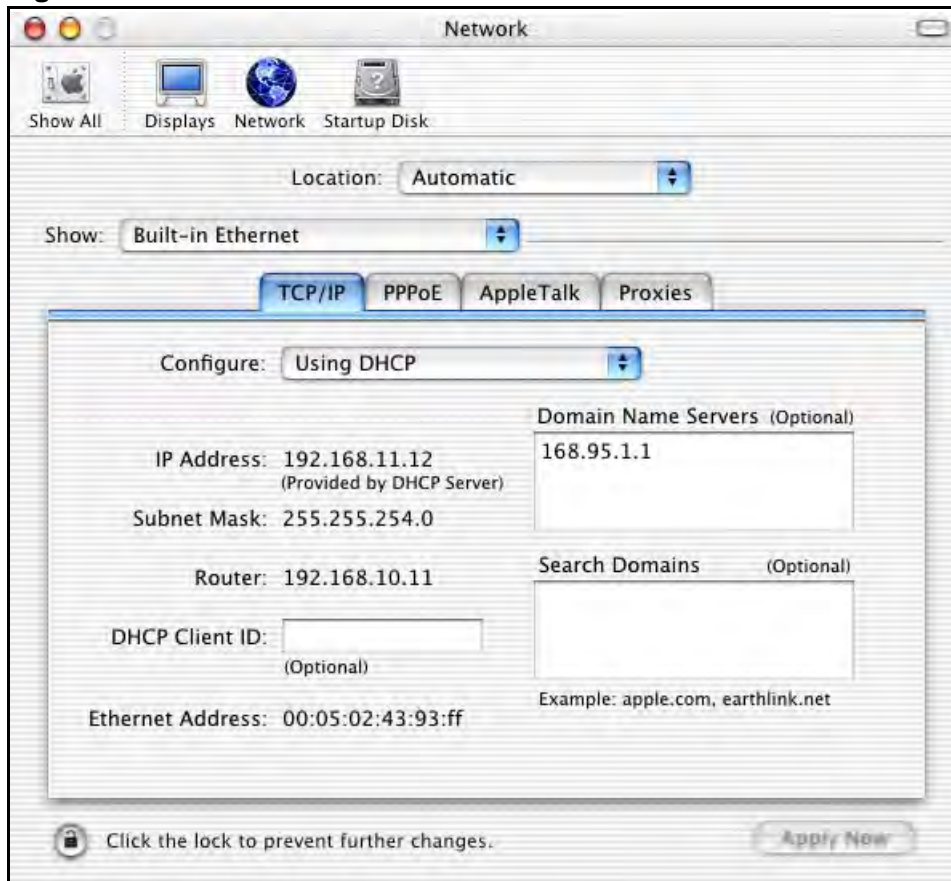 Network
Show All
Displays
Network
Startup Disk
Location: Automatic
Show: Built-in Ethernet
TCP/IP
PPPoE
AppleTalk
Proxies
Configure: Using DHCP
Domain Name Servers (Optional)
168.95.1.1
IP Address: 192.168.11.12
(Provided by DHCP Server)
Subnet Mask: 255.255.254.0
Router: 192.168.10.11
Search Domains (Optional)
DHCP Client ID:
(Optional)
Example: apple.com, earthlink.net
Ethernet Address: 00:05:02:43:93:ff
Click the lock to prevent further changes.
Apply Now